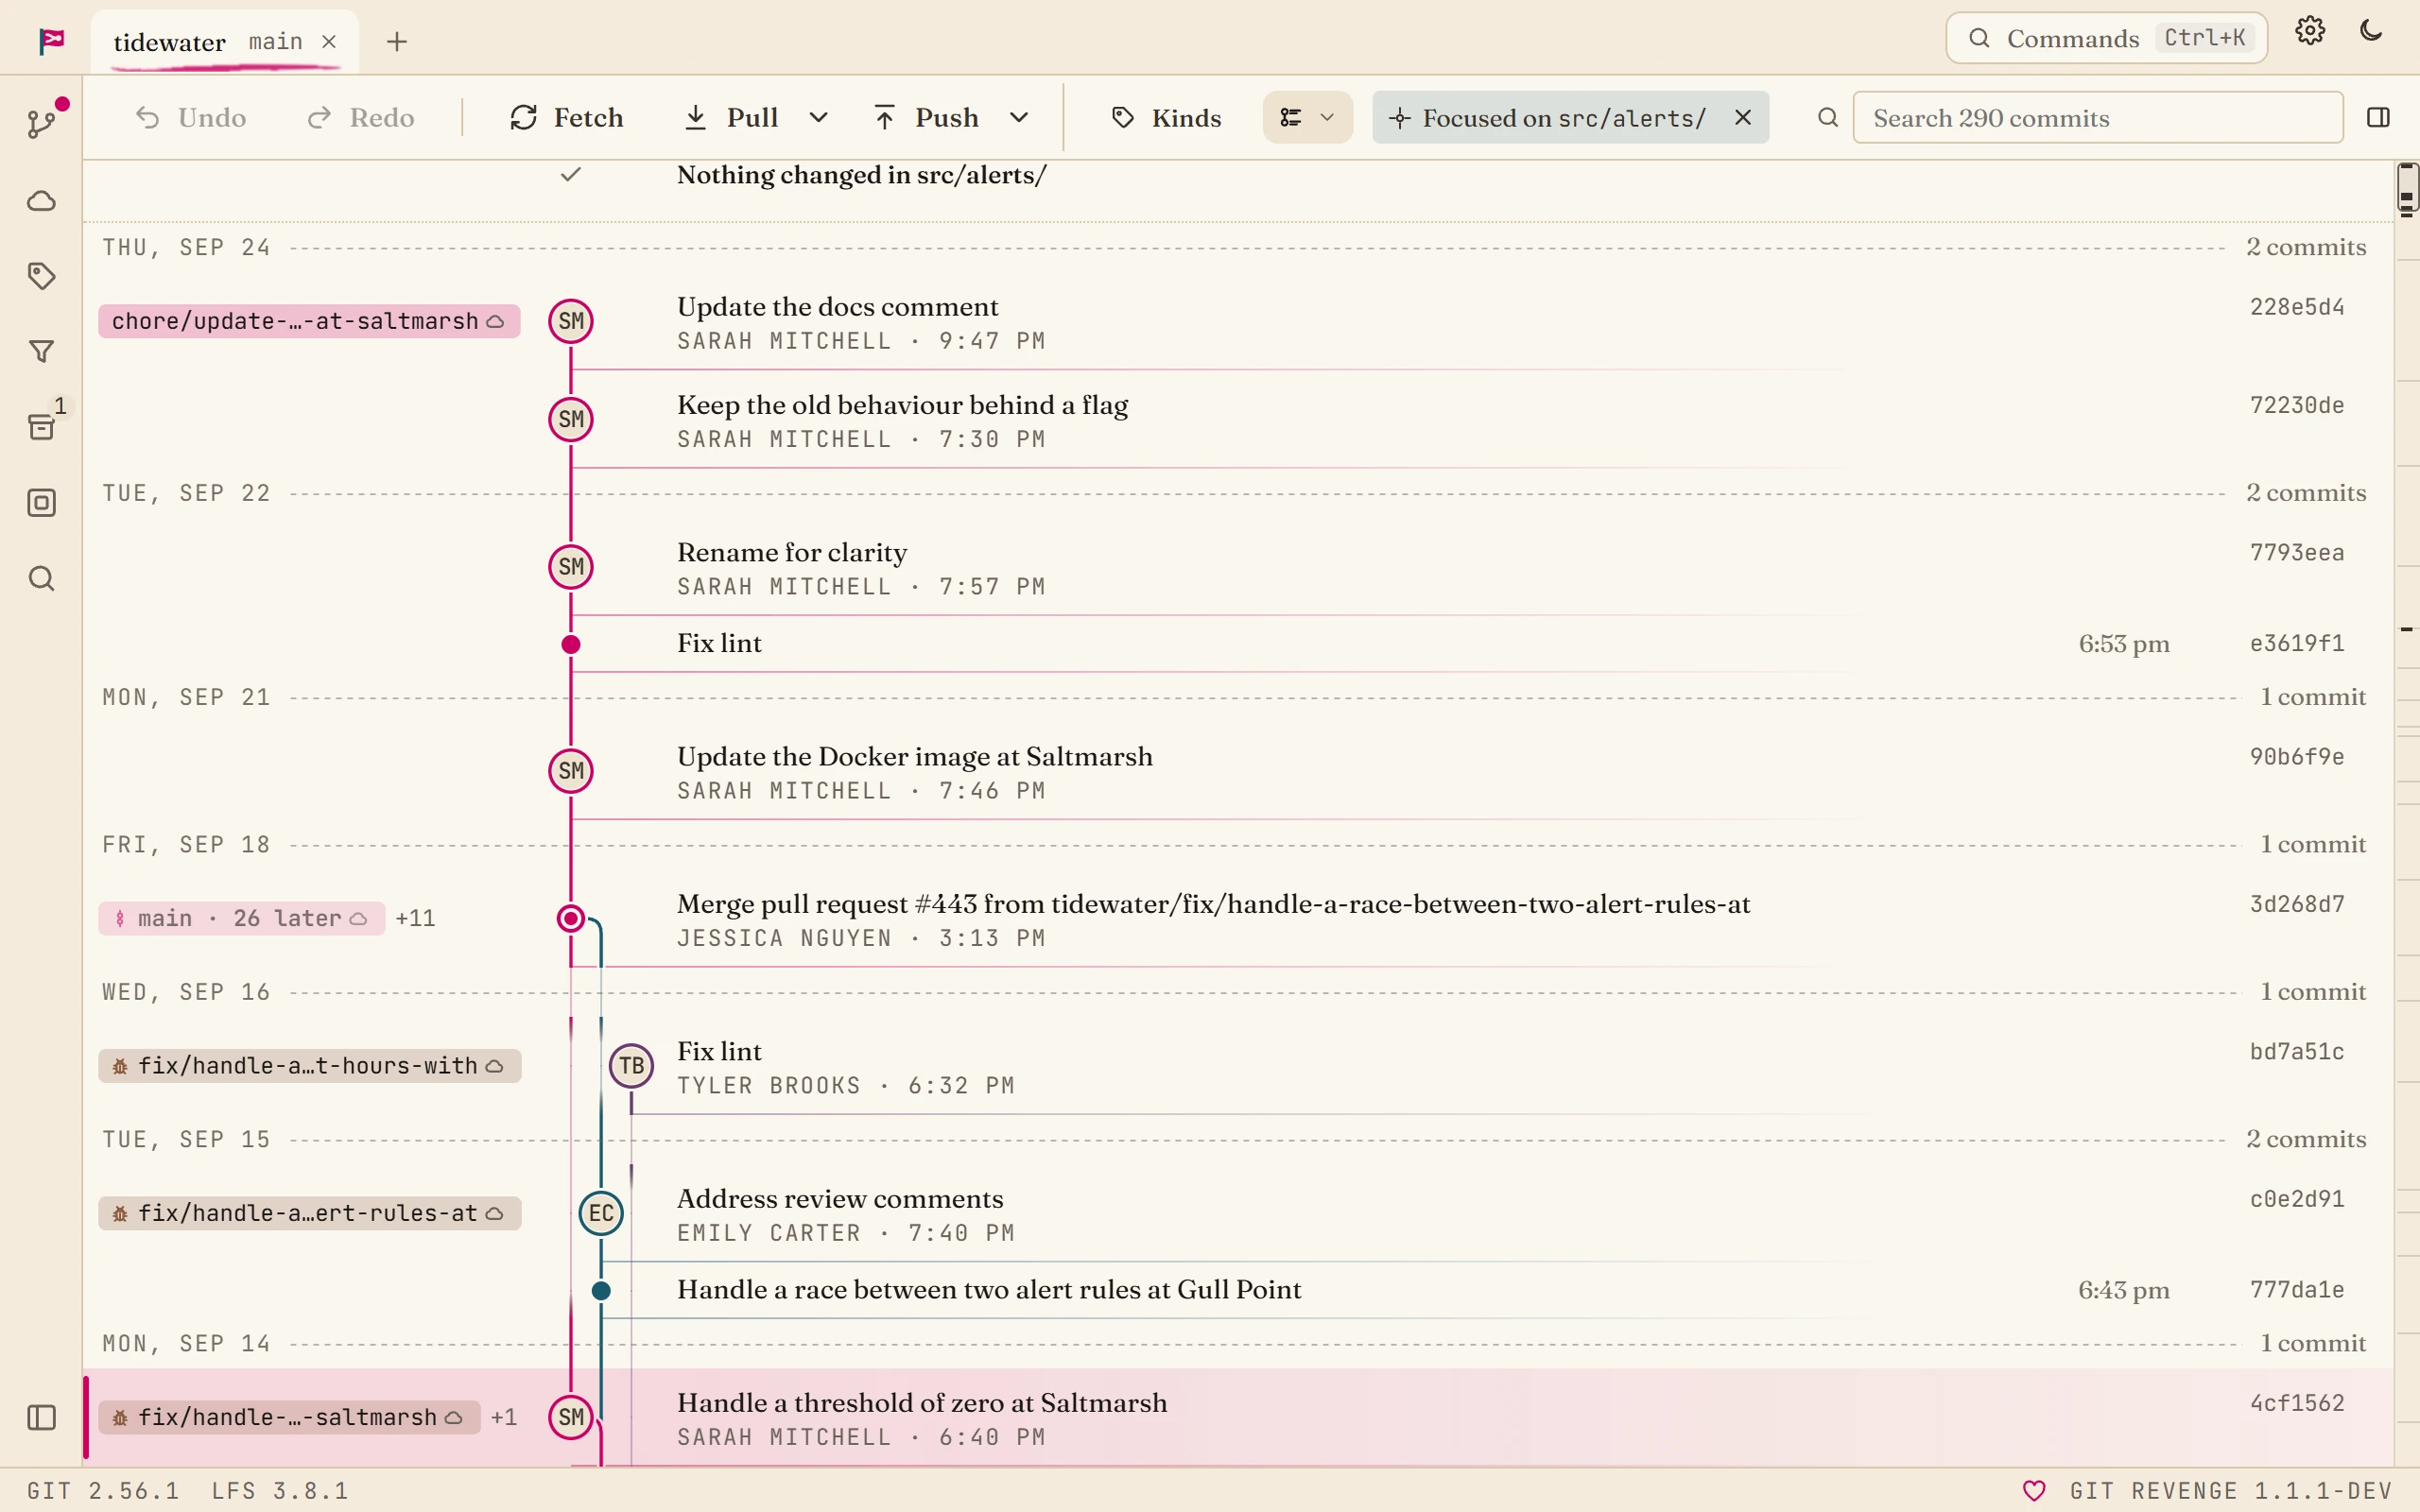 tidewater main
Commands Ctrl+K
Undo Redo Fetch Pull Push Kinds Focused on src/alerts/ Search 290 commits
Nothing changed in src/alerts/
THU, SEP 24 2 commits
chore/update-…-at-saltmarsh SM Update the docs comment 228e5d4
SARAH MITCHELL · 9:47 PM
SM Keep the old behaviour behind a flag 72230de
SARAH MITCHELL · 7:30 PM
1
TUE, SEP 22 2 commits
SM Rename for clarity 7793eea
SARAH MITCHELL · 7:57 PM
Fix lint 6:53 pm e3619f1
MON, SEP 21 1 commit
SM Update the Docker image at Saltmarsh 90b6f9e
SARAH MITCHELL · 7:46 PM
FRI, SEP 18 1 commit
main · 26 later +11 Merge pull request #443 from tidewater/fix/handle-a-race-between-two-alert-rules-at 3d268d7
JESSICA NGUYEN · 3:13 PM
WED, SEP 16 1 commit
fix/handle-a…t-hours-with TB Fix lint bd7a51c
TYLER BROOKS · 6:32 PM
TUE, SEP 15 2 commits
fix/handle-a…ert-rules-at EC Address review comments c0e2d91
EMILY CARTER · 7:40 PM
Handle a race between two alert rules at Gull Point 6:43 pm 777da1e
MON, SEP 14 1 commit
fix/handle-…-saltmarsh +1 SM Handle a threshold of zero at Saltmarsh 4cf1562
SARAH MITCHELL · 6:40 PM
GIT 2.56.1 LFS 3.8.1 GIT REVENGE 1.1.1-DEV